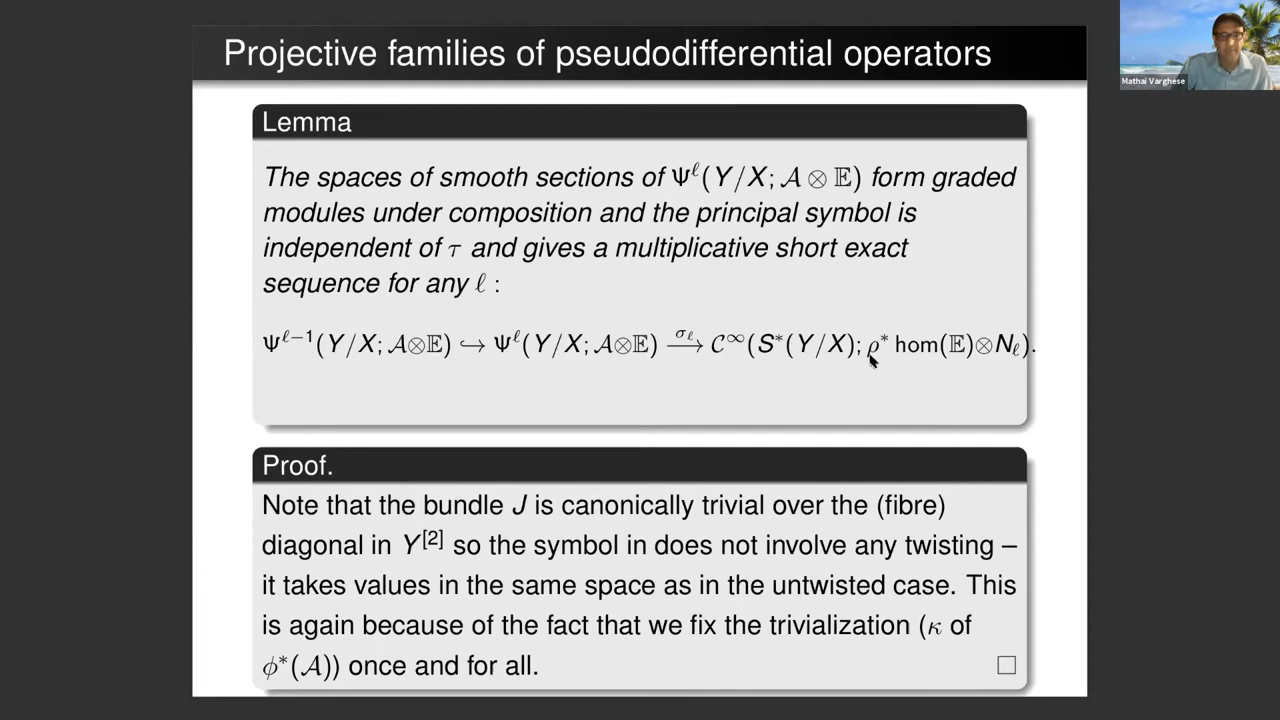 Projective families of pseudodifferential operators
Mathai Varghese
Lemma
The spaces of smooth sections of Ψ^ℓ(Y/X; 𝒜 ⊗ 𝔼) form graded
modules under composition and the principal symbol is
independent of τ and gives a multiplicative short exact
sequence for any ℓ :
Ψ^{ℓ−1}(Y/X; 𝒜⊗𝔼) ↪ Ψ^ℓ(Y/X; 𝒜⊗𝔼) —σ_ℓ→ 𝒞^∞(S*(Y/X); ρ* hom(𝔼)⊗N_ℓ).
Proof.
Note that the bundle J is canonically trivial over the (fibre)
diagonal in Y^{[2]} so the symbol in does not involve any twisting –
it takes values in the same space as in the untwisted case. This
is again because of the fact that we fix the trivialization (κ of
ϕ*(𝒜)) once and for all. □